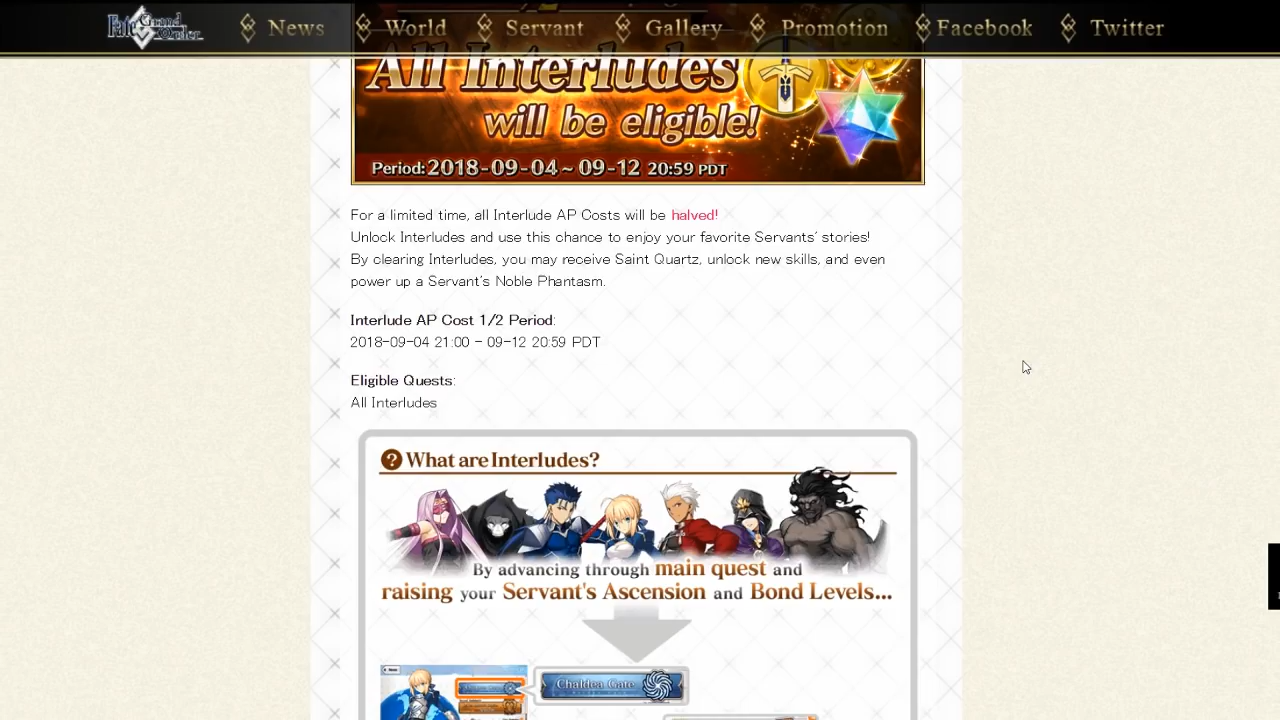 Fate Grand Order
News World Servant Gallery Promotion Facebook Twitter
All Interludes
will be eligible!
Period: 2018-09-04 ~ 09-12 20:59 PDT
For a limited time, all Interlude AP Costs will be halved!
Unlock Interludes and use this chance to enjoy your favorite Servants' stories!
By clearing Interludes, you may receive Saint Quartz, unlock new skills, and even
power up a Servant's Noble Phantasm.
Interlude AP Cost 1/2 Period:
2018-09-04 21:00 - 09-12 20:59 PDT
Eligible Quests:
All Interludes
? What are Interludes?
By advancing through main quest and
raising your Servant's Ascension and Bond Levels...
Chaldea Gate